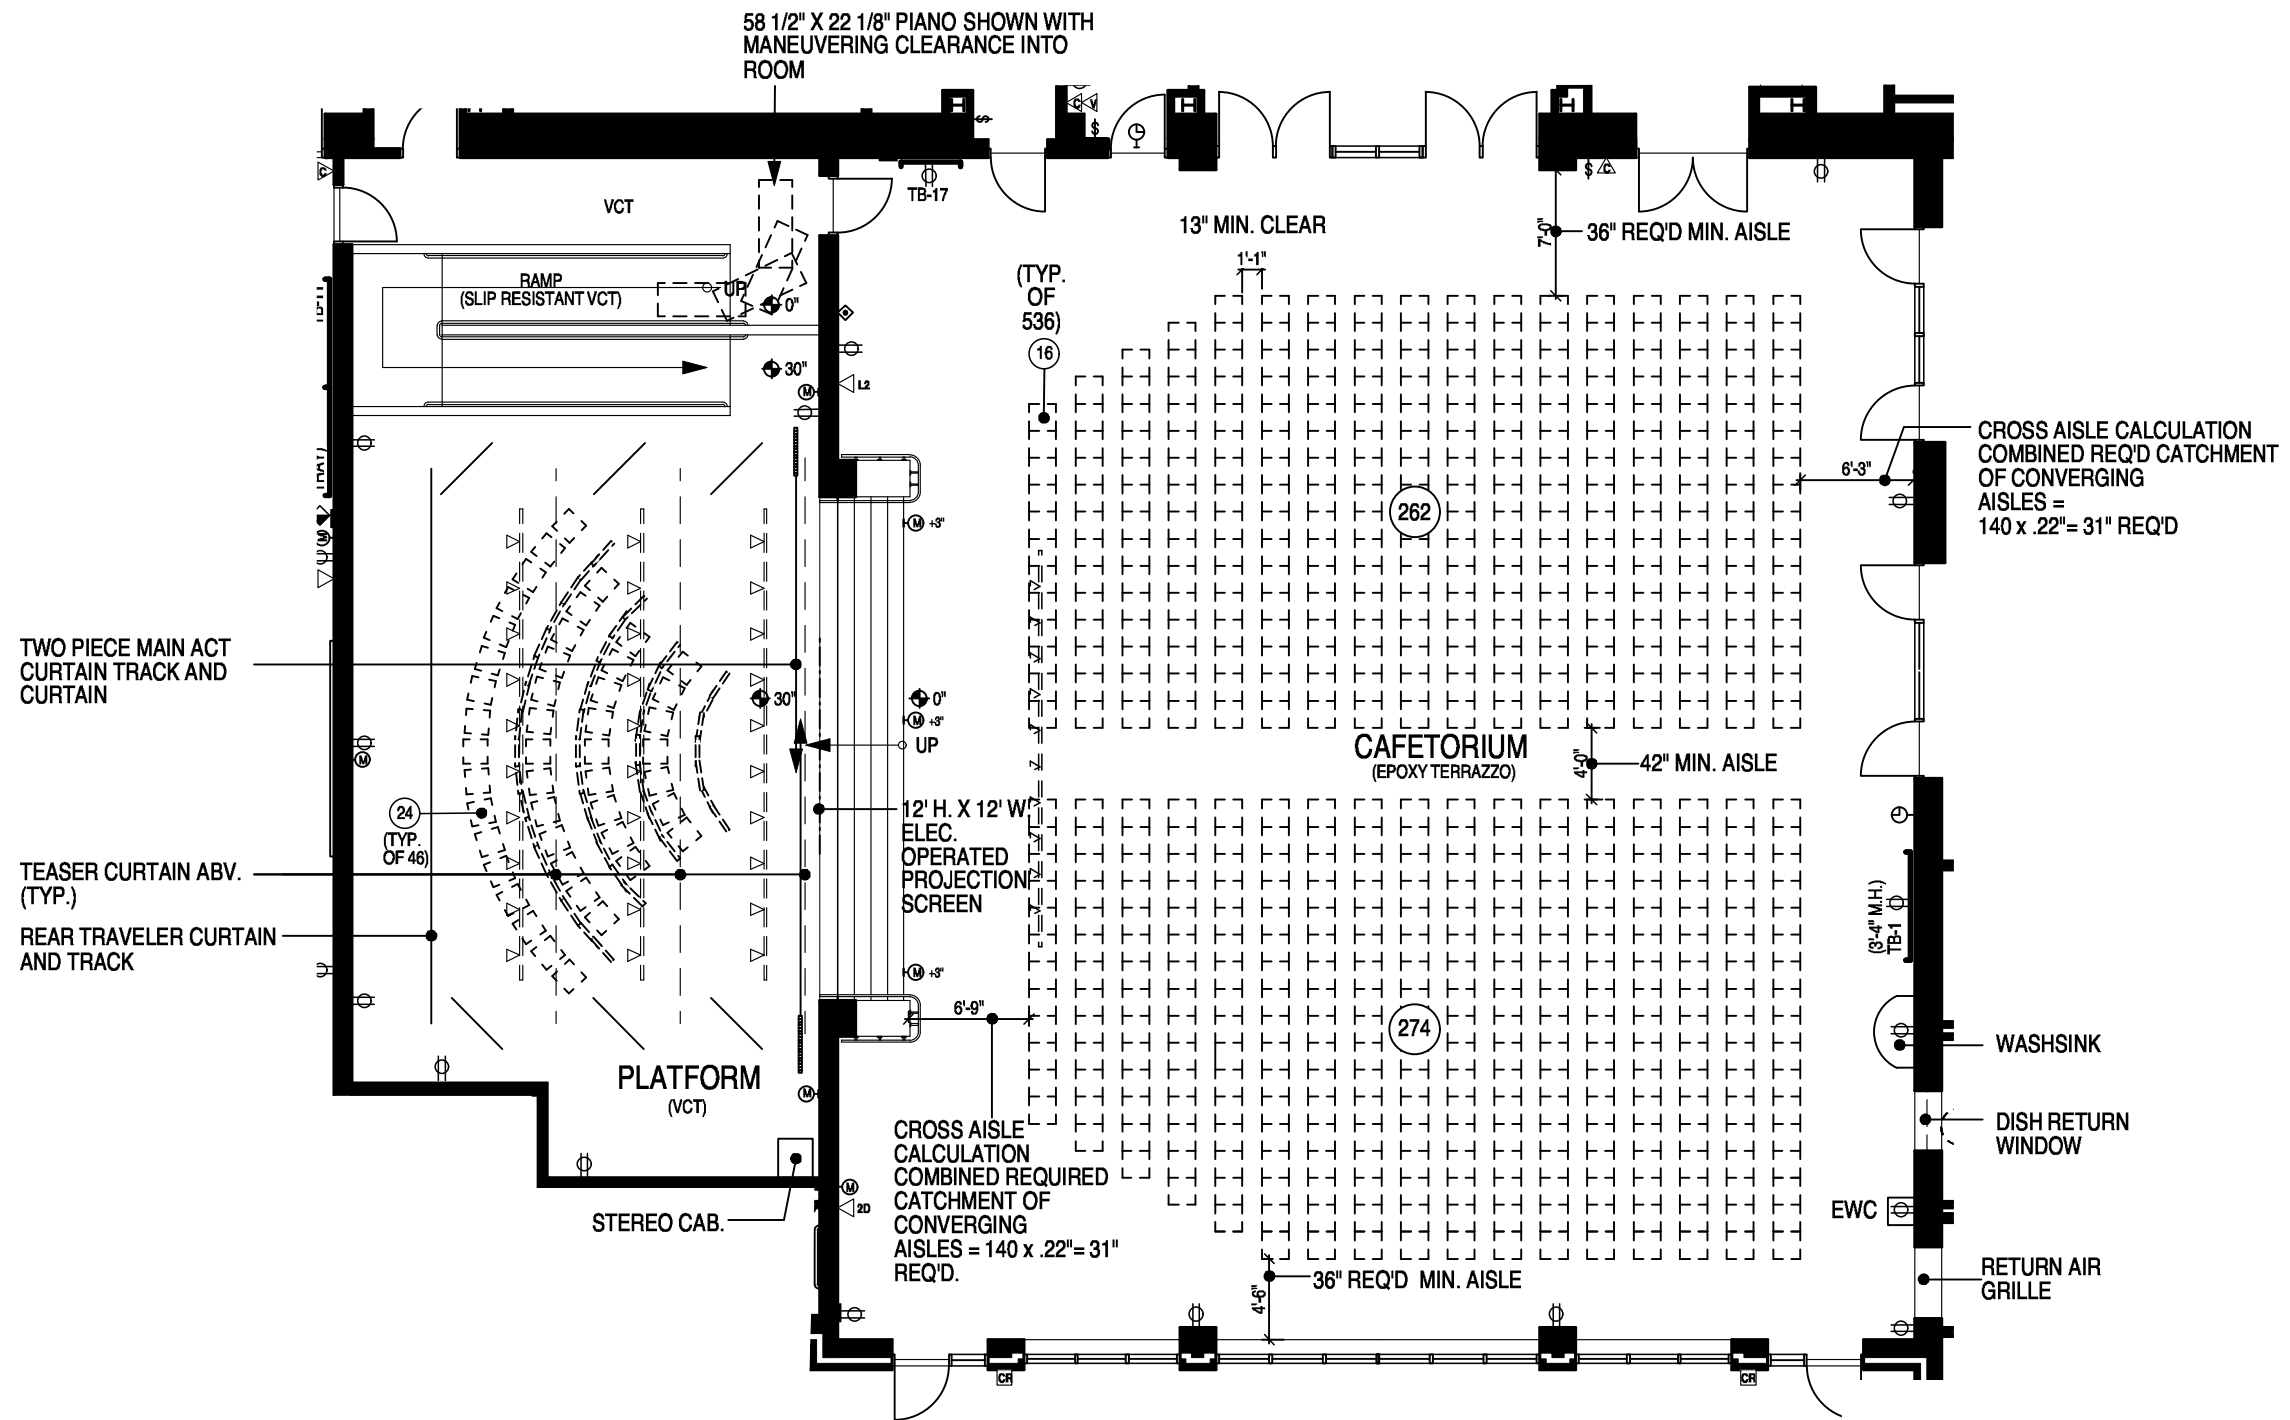 58 1/2" X 22 1/8" PIANO SHOWN WITH
MANEUVERING CLEARANCE INTO
ROOM
C
V
S
S
C
S
C
TB-17
VCT
13" MIN. CLEAR
7'-0"
36" REQ'D MIN. AISLE
1'-1"
(TYP.
OF
536)
16
RAMP
(SLIP RESISTANT VCT)
UP
0"
30"
M
L2
CROSS AISLE CALCULATION
COMBINED REQ'D CATCHMENT
OF CONVERGING
AISLES =
140 x .22"= 31" REQ'D
6'-3"
262
M +3"
M
TWO PIECE MAIN ACT
CURTAIN TRACK AND
CURTAIN
30"
0"
M +3"
UP
M
CAFETORIUM
(EPOXY TERRAZZO)
4'-0"
42" MIN. AISLE
24
(TYP.
OF 46)
12' H. X 12' W.
ELEC.
OPERATED
PROJECTION
SCREEN
TEASER CURTAIN ABV.
(TYP.)
REAR TRAVELER CURTAIN
AND TRACK
(3'-4" M.H.)
TB-1
M +3"
6'-9"
274
WASHSINK
PLATFORM
(VCT)
M
DISH RETURN
WINDOW
CROSS AISLE
CALCULATION
COMBINED REQUIRED
CATCHMENT OF
CONVERGING
AISLES = 140 x .22"= 31"
REQ'D.
M
2D
STEREO CAB.
EWC
36" REQ'D MIN. AISLE
4'-6"
RETURN AIR
GRILLE
CR
CR